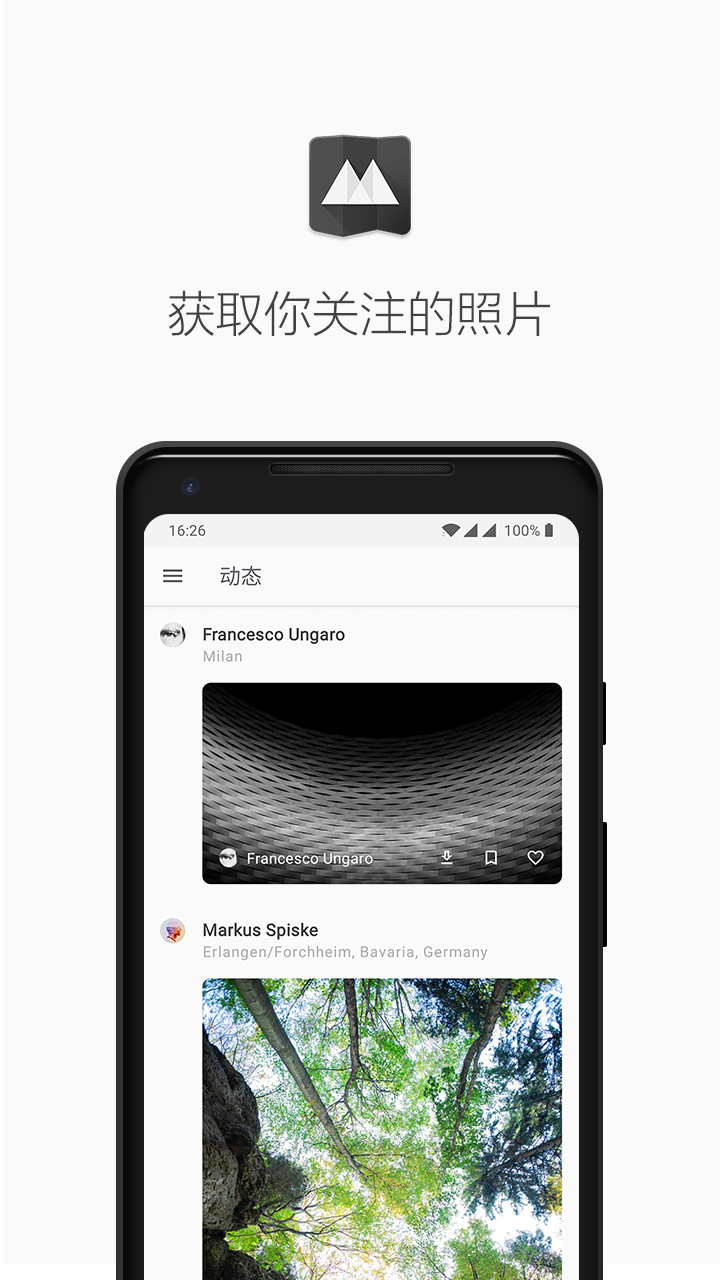 获取你关注的照片
16:26
100%
动态
Francesco Ungaro
Milan
Francesco Ungaro
Markus Spiske
Erlangen/Forchheim, Bavaria, Germany